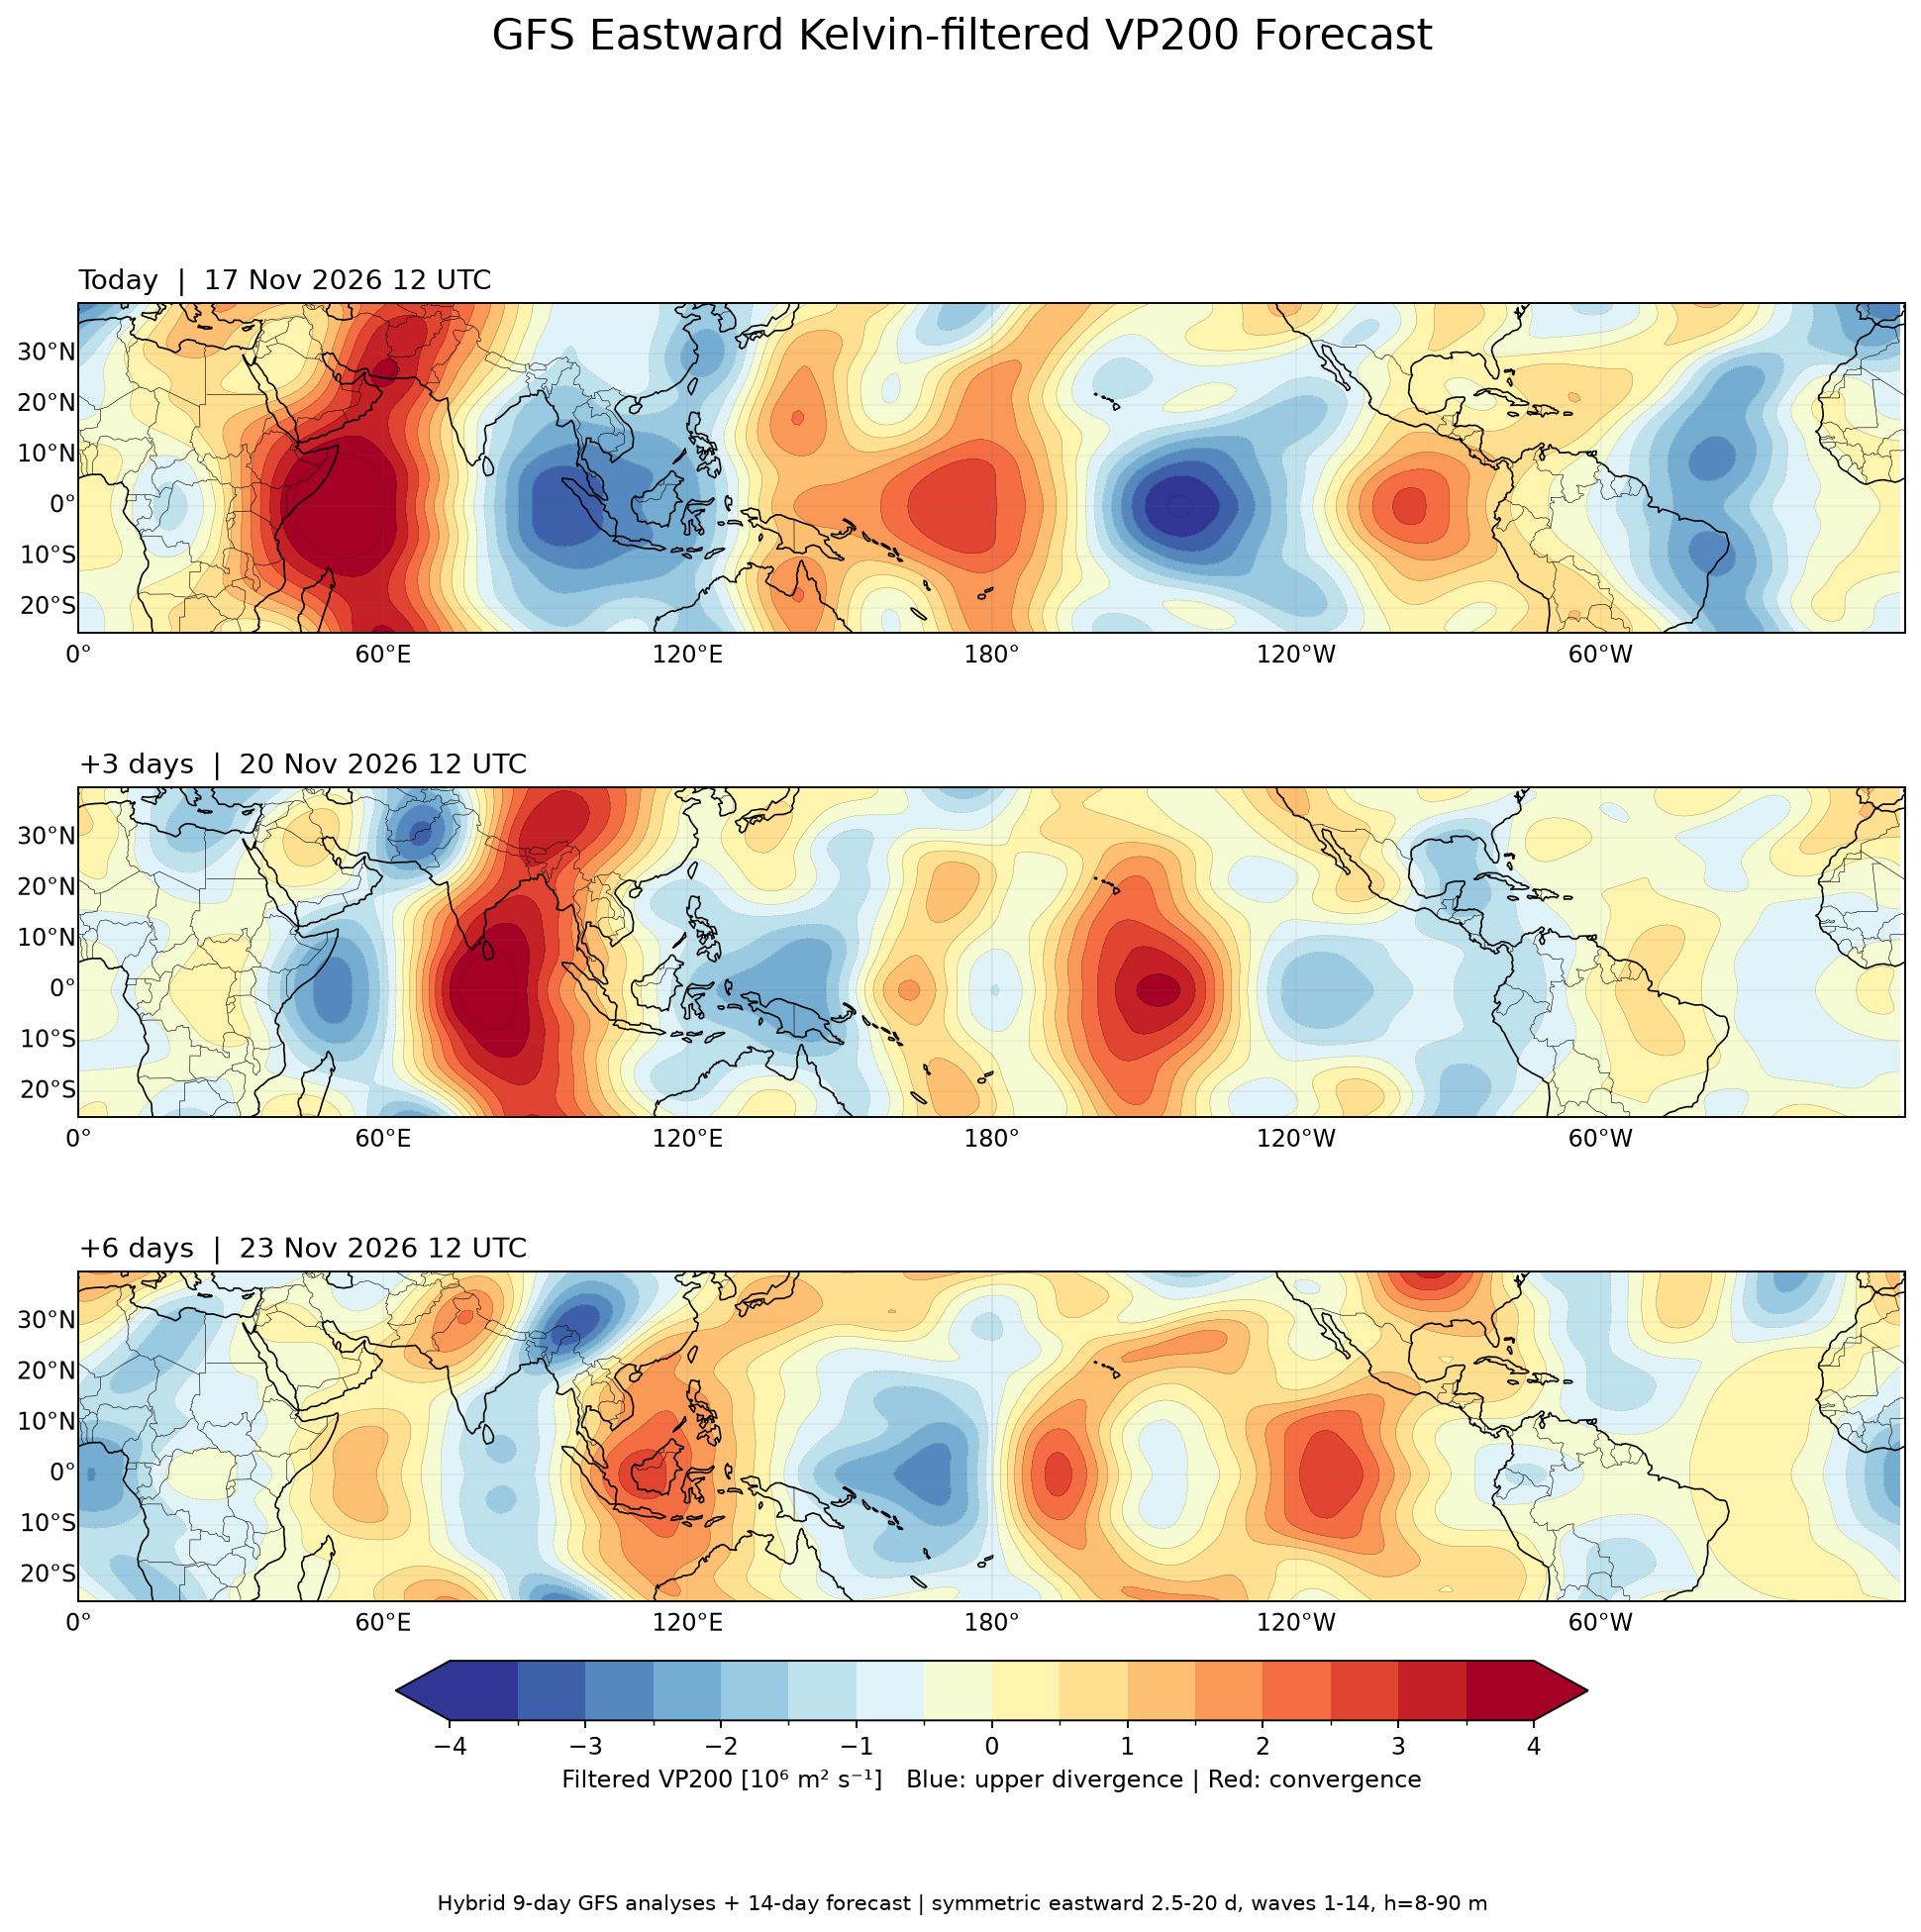 GFS Eastward Kelvin-filtered VP200 Forecast
Today | 17 Nov 2026 12 UTC
30°N
20°N
10°N
0°
10°S
20°S
0° 60°E 120°E 180° 120°W 60°W
+3 days | 20 Nov 2026 12 UTC
30°N
20°N
10°N
0°
10°S
20°S
0° 60°E 120°E 180° 120°W 60°W
+6 days | 23 Nov 2026 12 UTC
30°N
20°N
10°N
0°
10°S
20°S
0° 60°E 120°E 180° 120°W 60°W
−4 −3 −2 −1 0 1 2 3 4
Filtered VP200 [10⁶ m² s⁻¹] Blue: upper divergence | Red: convergence
Hybrid 9-day GFS analyses + 14-day forecast | symmetric eastward 2.5-20 d, waves 1-14, h=8-90 m